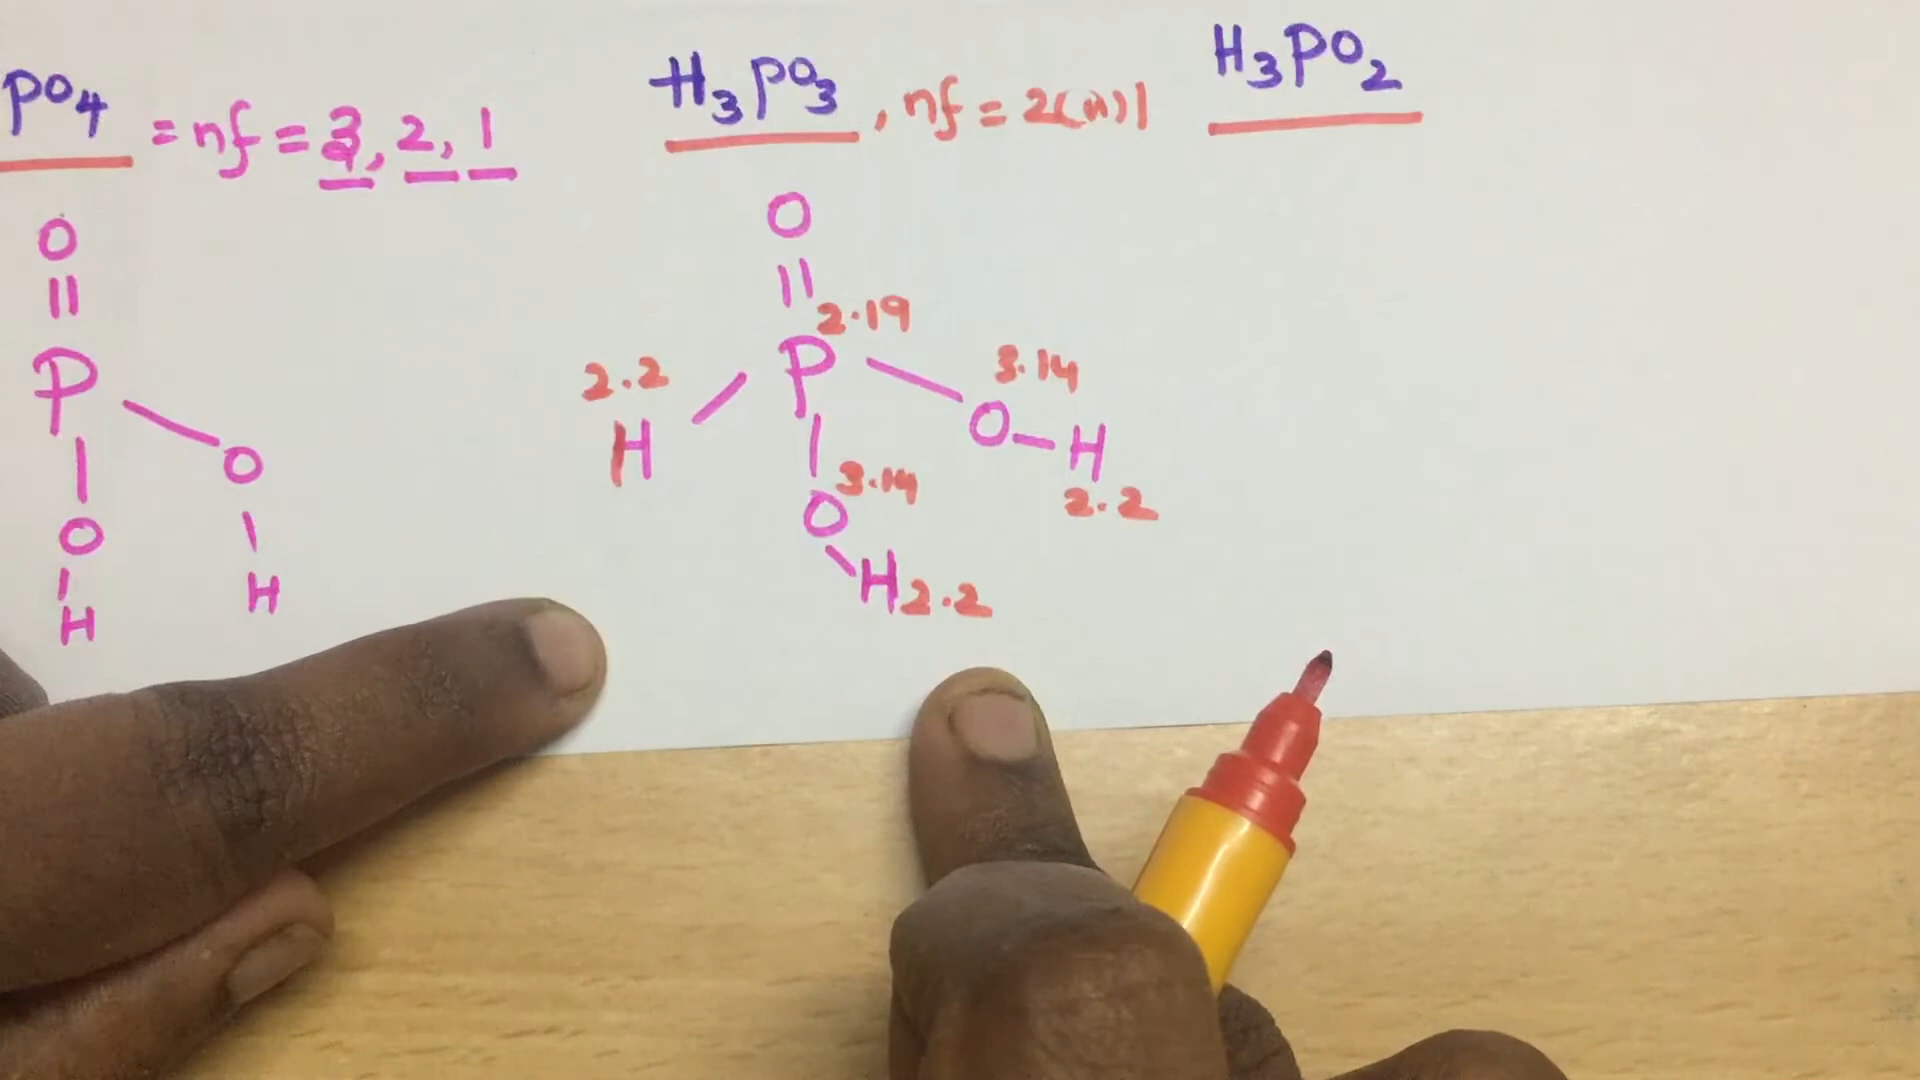 PO4 = nf = 3, 2, 1
H3PO3, nf = 2(n)1
H3PO2
O
P
O
H
O
H
O
2.19
P
2.2
H
3.14
O-H
2.2
3.14
O
H 2.2